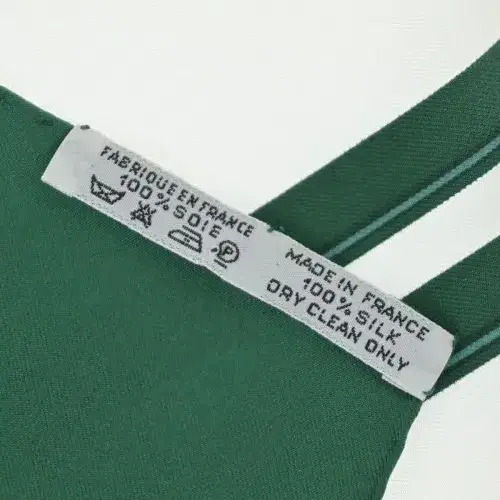 FABRIQUE EN FRANCE
100% SOIE
P
MADE IN FRANCE
100% SILK
DRY CLEAN ONLY